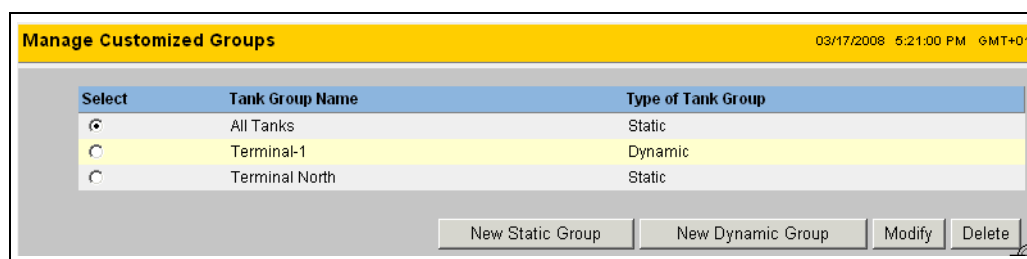 Manage Customized Groups 03/17/2008 5:21:00 PM GMT+01
Select Tank Group Name Type of Tank Group
All Tanks Static
Terminal-1 Dynamic
Terminal North Static
New Static Group New Dynamic Group Modify Delete